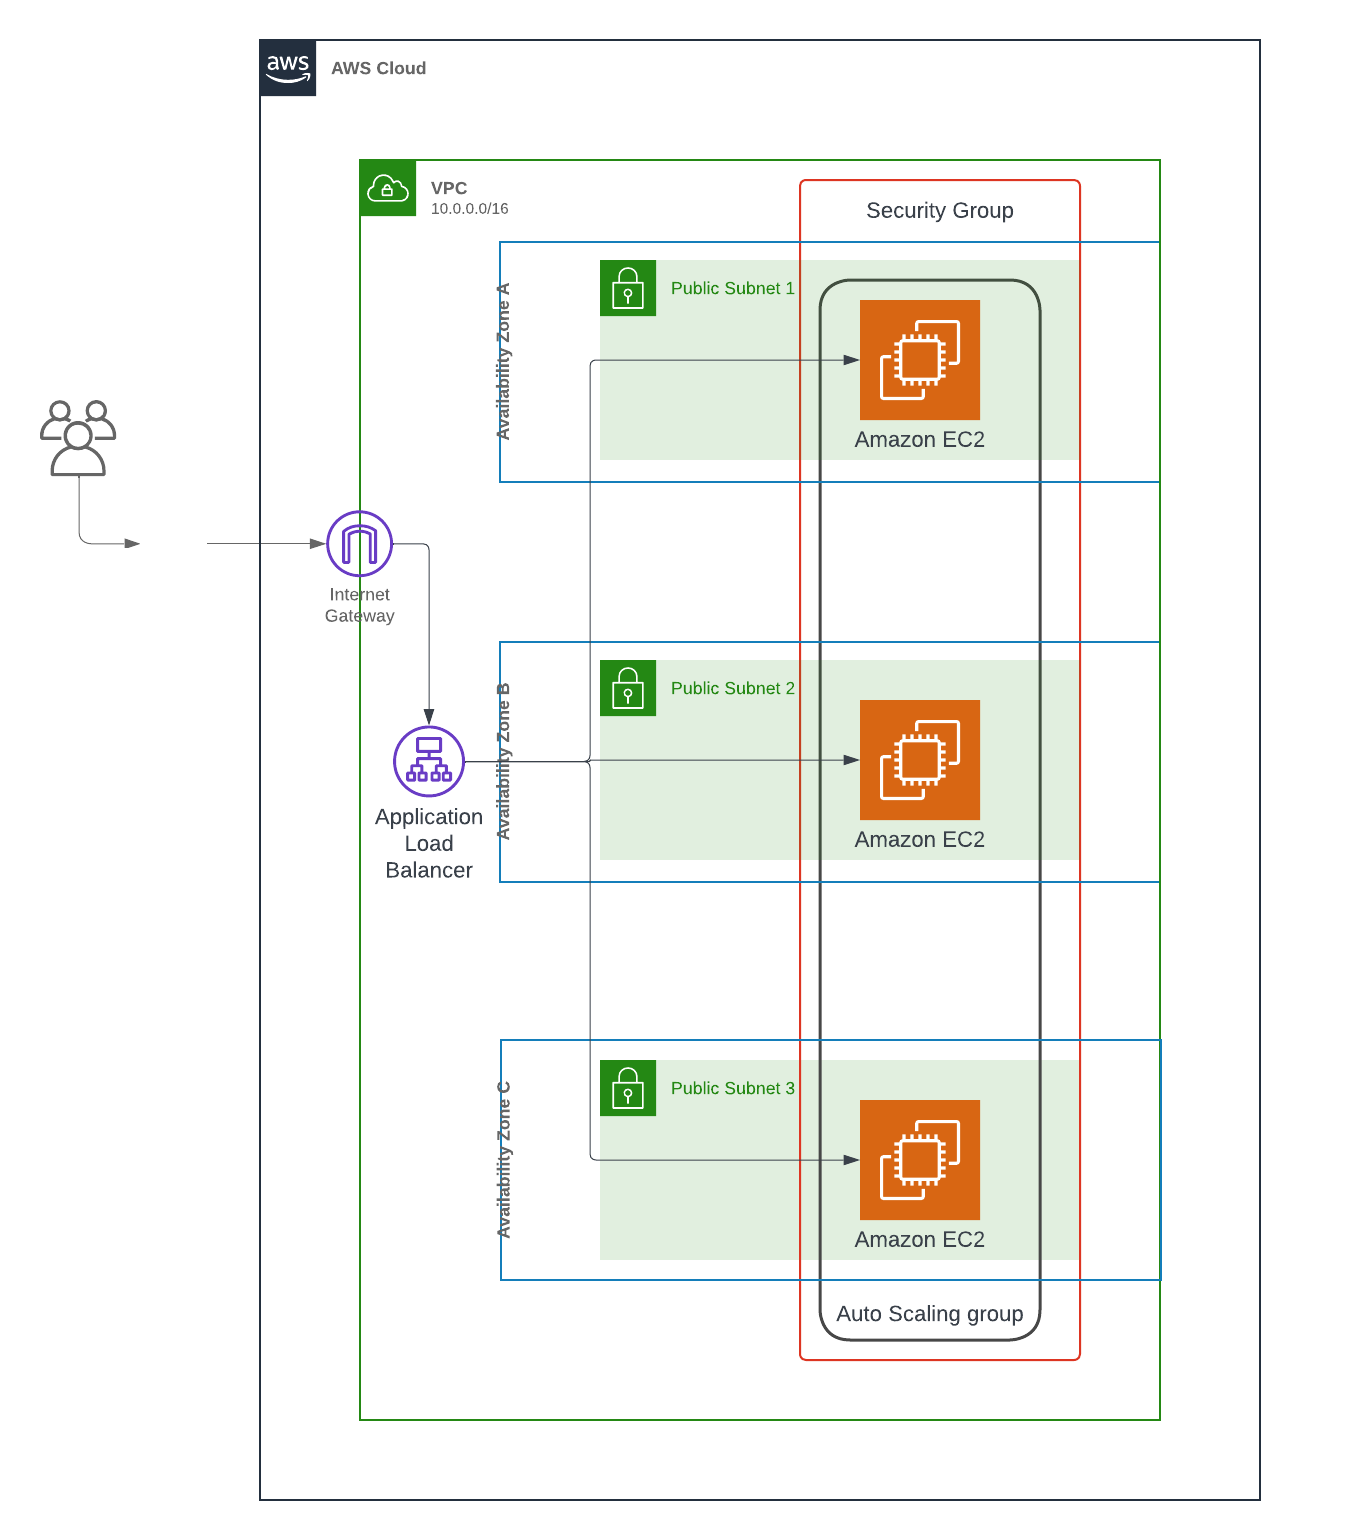 aws
AWS Cloud
VPC
10.0.0.0/16
Security Group
Availability Zone A
Public Subnet 1
Amazon EC2
Internet
Gateway
Availability Zone B
Public Subnet 2
Amazon EC2
Application
Load
Balancer
Availability Zone C
Public Subnet 3
Amazon EC2
Auto Scaling group